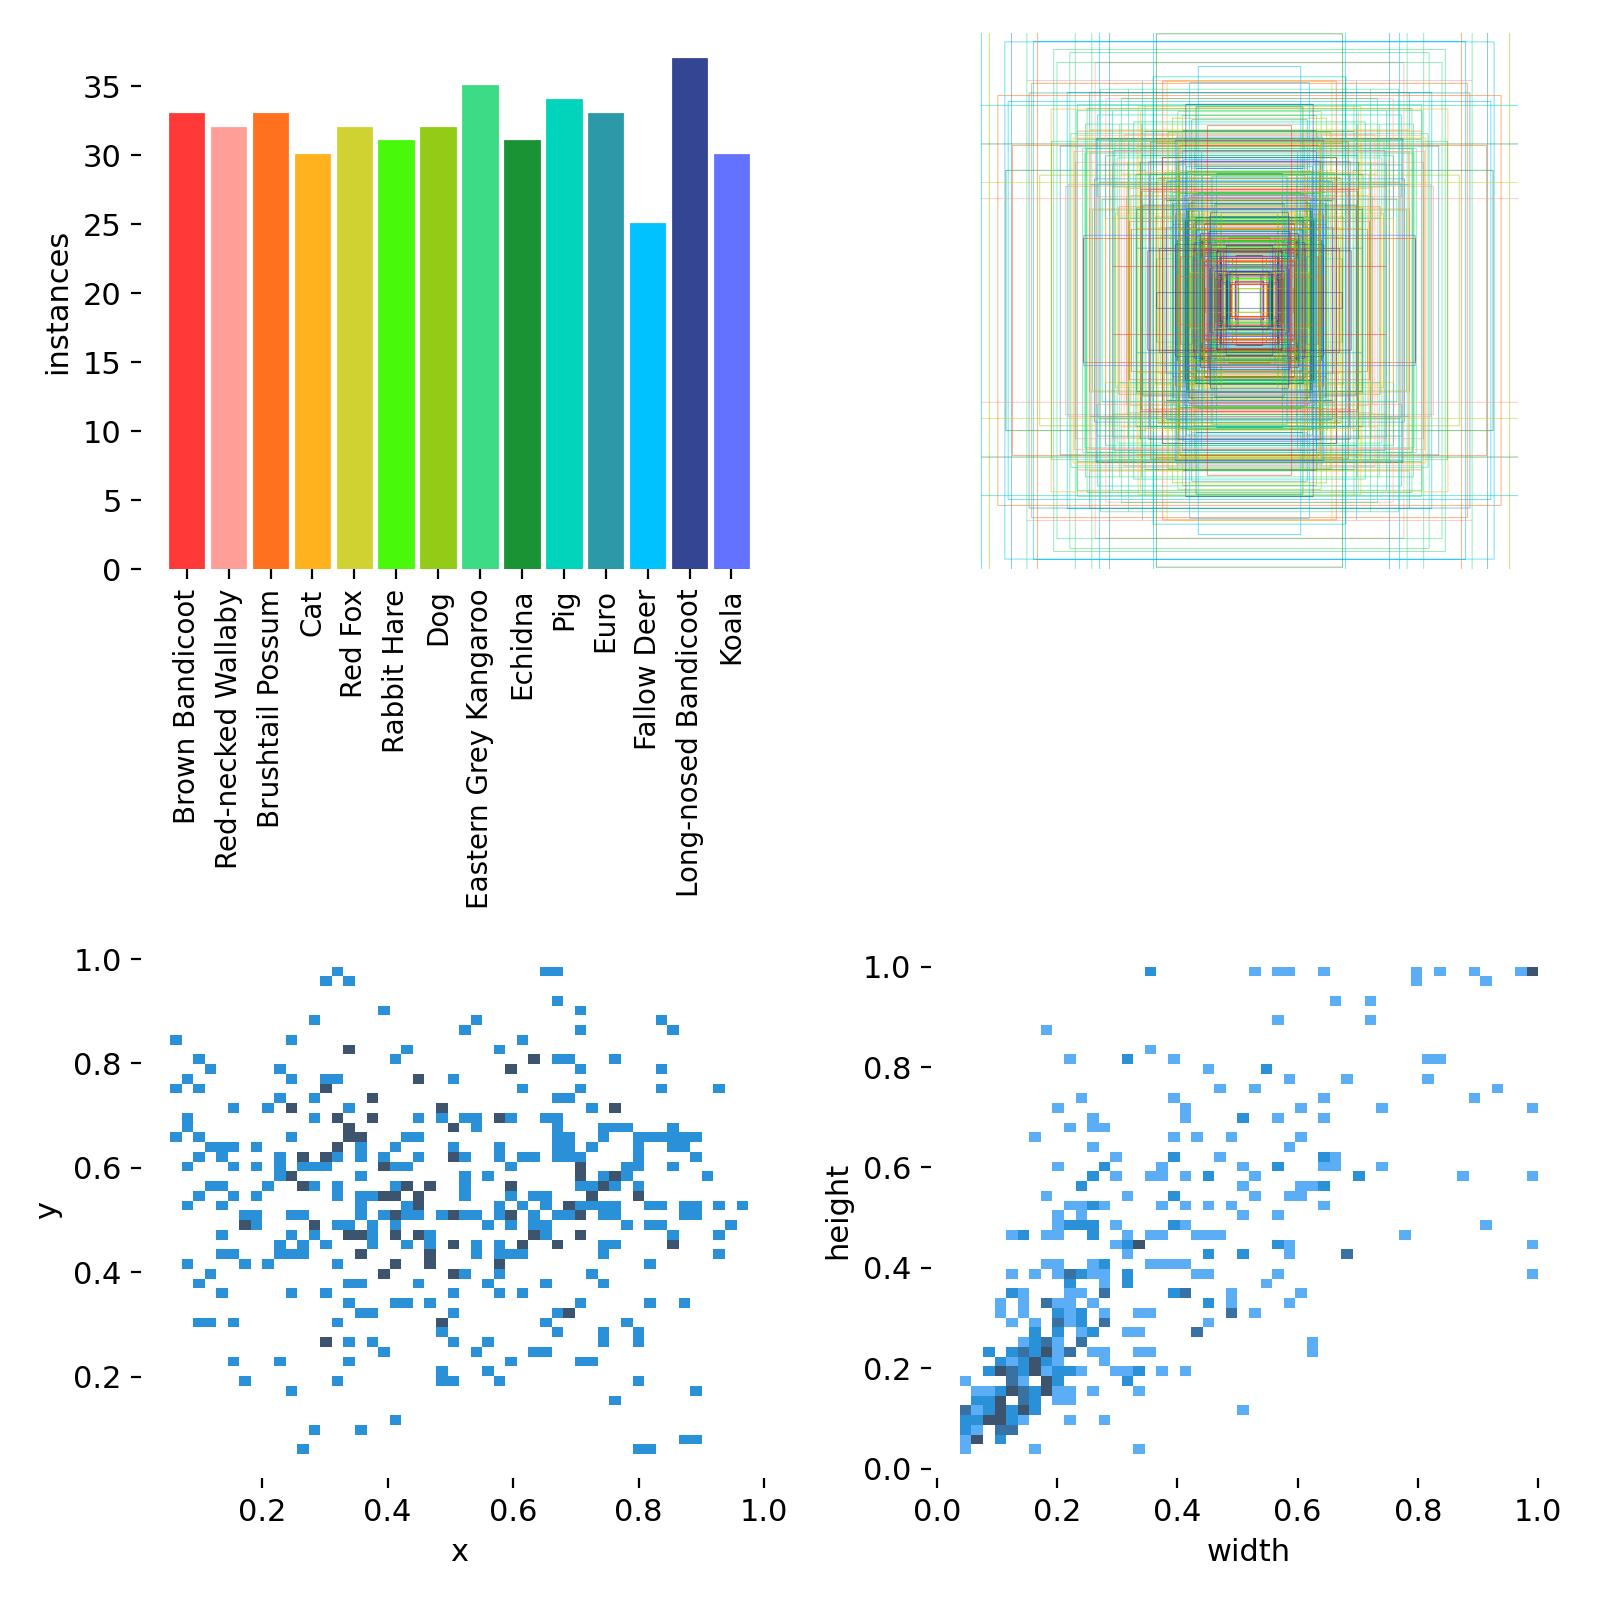 35
30
25
20
15
10
5
0
instances
Brown Bandicoot
Red-necked Wallaby
Brushtail Possum
Cat
Red Fox
Rabbit Hare
Dog
Eastern Grey Kangaroo
Echidna
Pig
Euro
Fallow Deer
Long-nosed Bandicoot
Koala
1.0
0.8
0.6
0.4
0.2
y
0.2 0.4 0.6 0.8 1.0
x
1.0
0.8
0.6
0.4
0.2
0.0
height
0.0 0.2 0.4 0.6 0.8 1.0
width